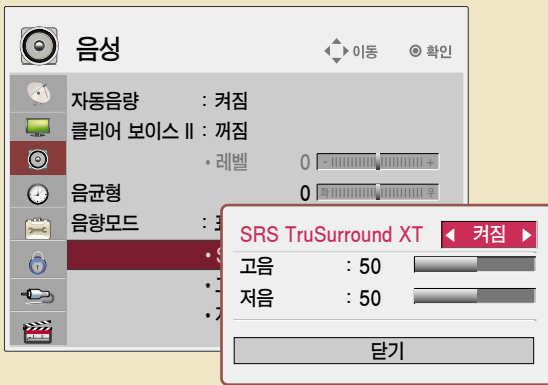 음성
이동 확인
자동음량 : 켜짐
클리어 보이스 II : 꺼짐
• 레벨 0 - +
음균형 0 좌 우
음향모드 :
SRS TruSurround XT ◀ 켜짐 ▶
고음 : 50
저음 : 50
닫기